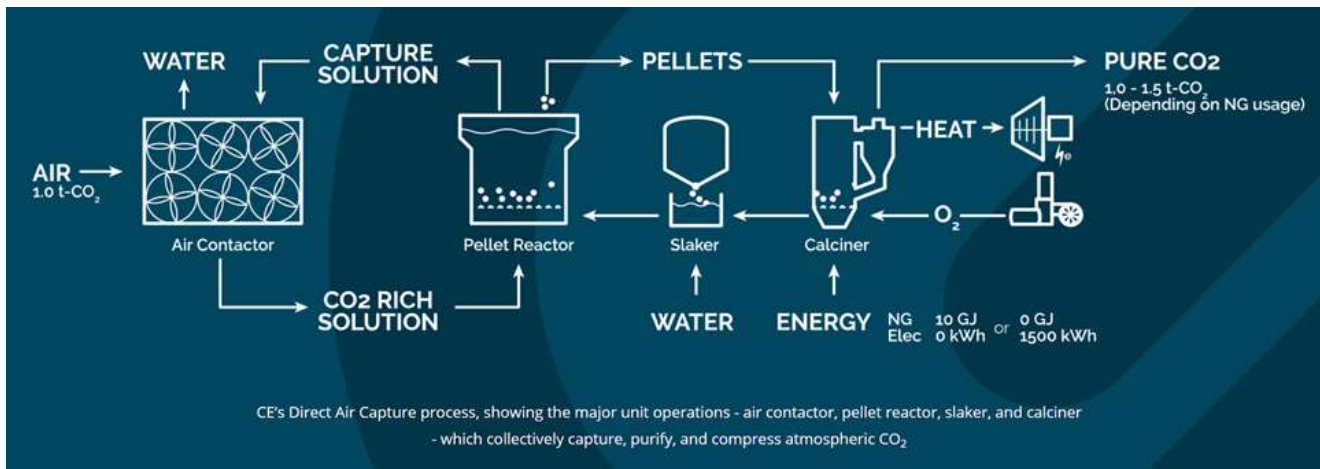 WATER
CAPTURE
SOLUTION
PELLETS
PURE CO2
1.0 - 1.5 t-CO₂
(Depending on NG usage)
HEAT
e
AIR
1.0 t-CO₂
O₂
Air Contactor
Pellet Reactor
Slaker
Calciner
CO2 RICH
SOLUTION
WATER
ENERGY
NG 10 GJ or 0 GJ
Elec 0 kWh 1500 kWh
CE's Direct Air Capture process, showing the major unit operations - air contactor, pellet reactor, slaker, and calciner
- which collectively capture, purify, and compress atmospheric CO₂